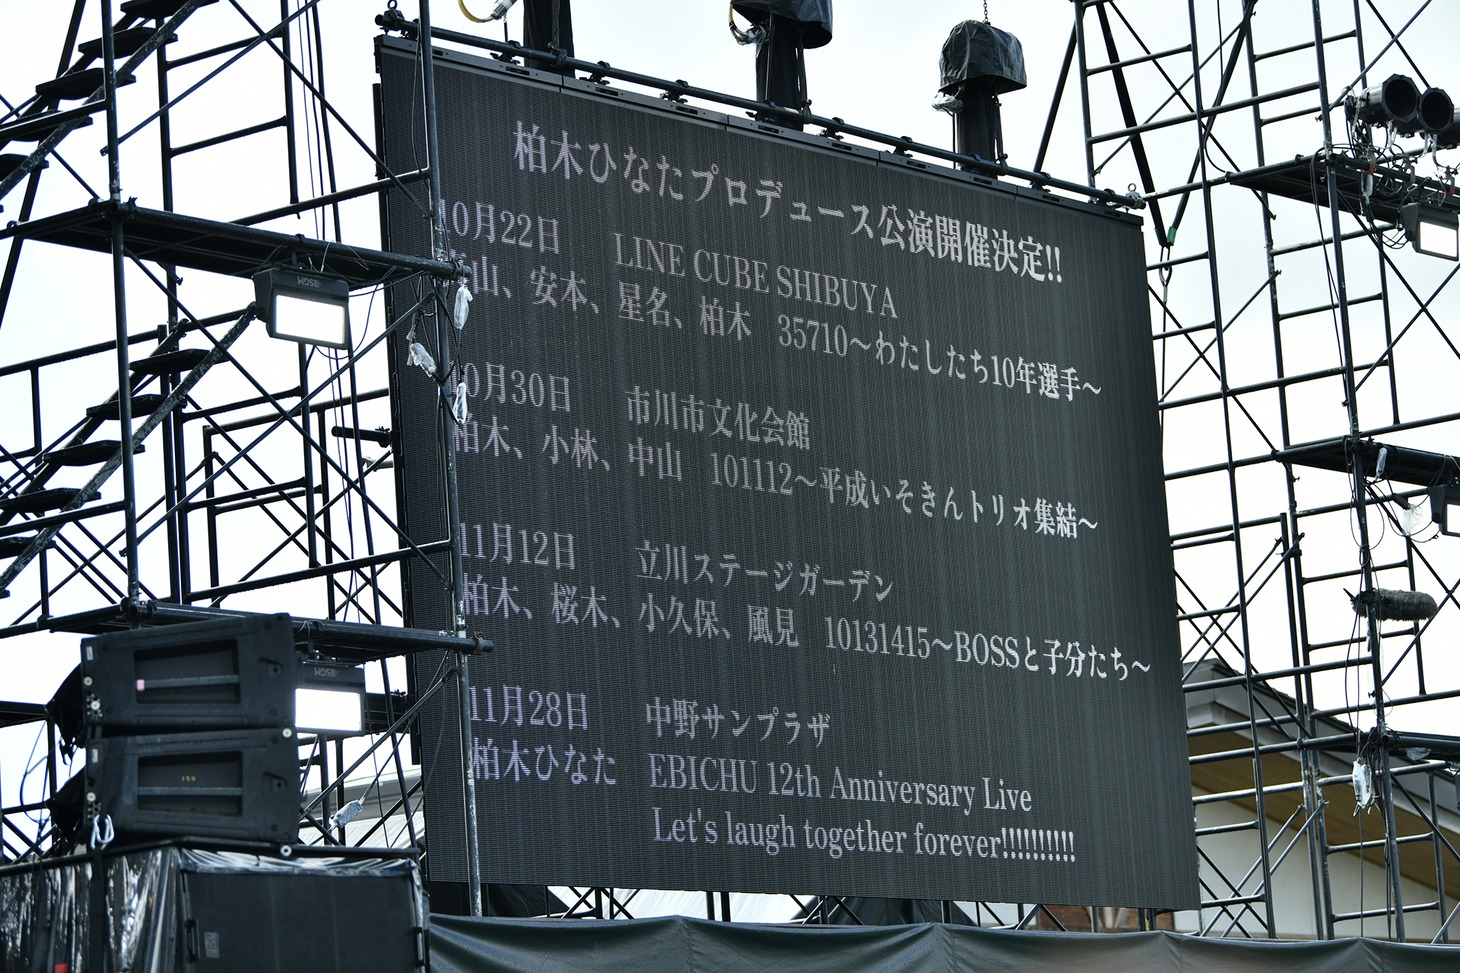 柏木ひなたプロデュース公演開催決定!!
10月22日 LINE CUBE SHIBUYA
山、安本、星名、柏木 35710～わたしたち10年選手～
10月30日 市川市文化会館
柏木、小林、中山 101112～平成いそきんトリオ集結～
11月12日 立川ステージガーデン
柏木、桜木、小久保、風見 10131415～BOSSと子分たち～
11月28日 中野サンプラザ
柏木ひなた EBICHU 12th Anniversary Live
Let's laugh together forever!!!!!!!!!!
SGM
SGM